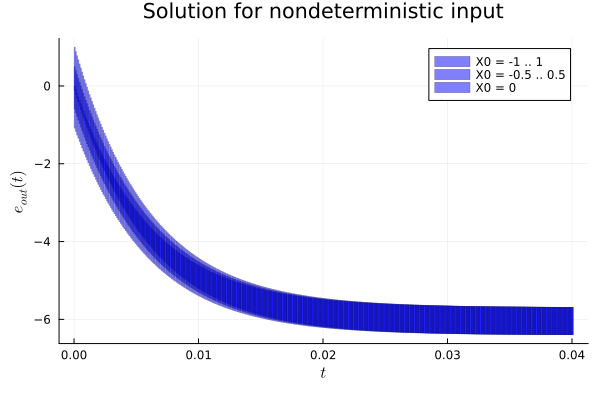 Solution for nondeterministic input
X0 = -1 .. 1
X0 = -0.5 .. 0.5
X0 = 0
e_out(t)
0
−2
−4
−6
0.00 0.01 0.02 0.03 0.04
t